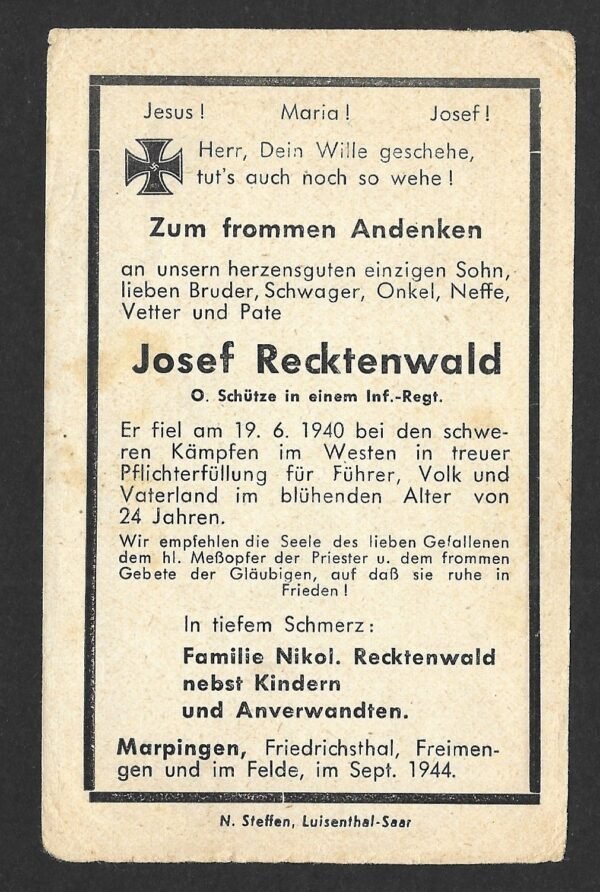 Jesus! Maria! Josef!
Herr, Dein Wille geschehe,
tut's auch noch so wehe!
Zum frommen Andenken
an unsern herzensguten einzigen Sohn,
lieben Bruder, Schwager, Onkel, Neffe,
Vetter und Pate
Josef Recktenwald
O. Schütze in einem Inf.-Regt.
Er fiel am 19. 6. 1940 bei den schwe-
ren Kämpfen im Westen in treuer
Pflichterfüllung für Führer, Volk und
Vaterland im blühenden Alter von
24 Jahren.
Wir empfehlen die Seele des lieben Gefallenen
dem hl. Meßopfer der Priester u. dem frommen
Gebete der Gläubigen, auf daß sie ruhe in
Frieden!
In tiefem Schmerz:
Familie Nikol. Recktenwald
nebst Kindern
und Anverwandten.
Marpingen, Friedrichsthal, Freimen-
gen und im Felde, im Sept. 1944.
N. Steffen, Luisenthal-Saar